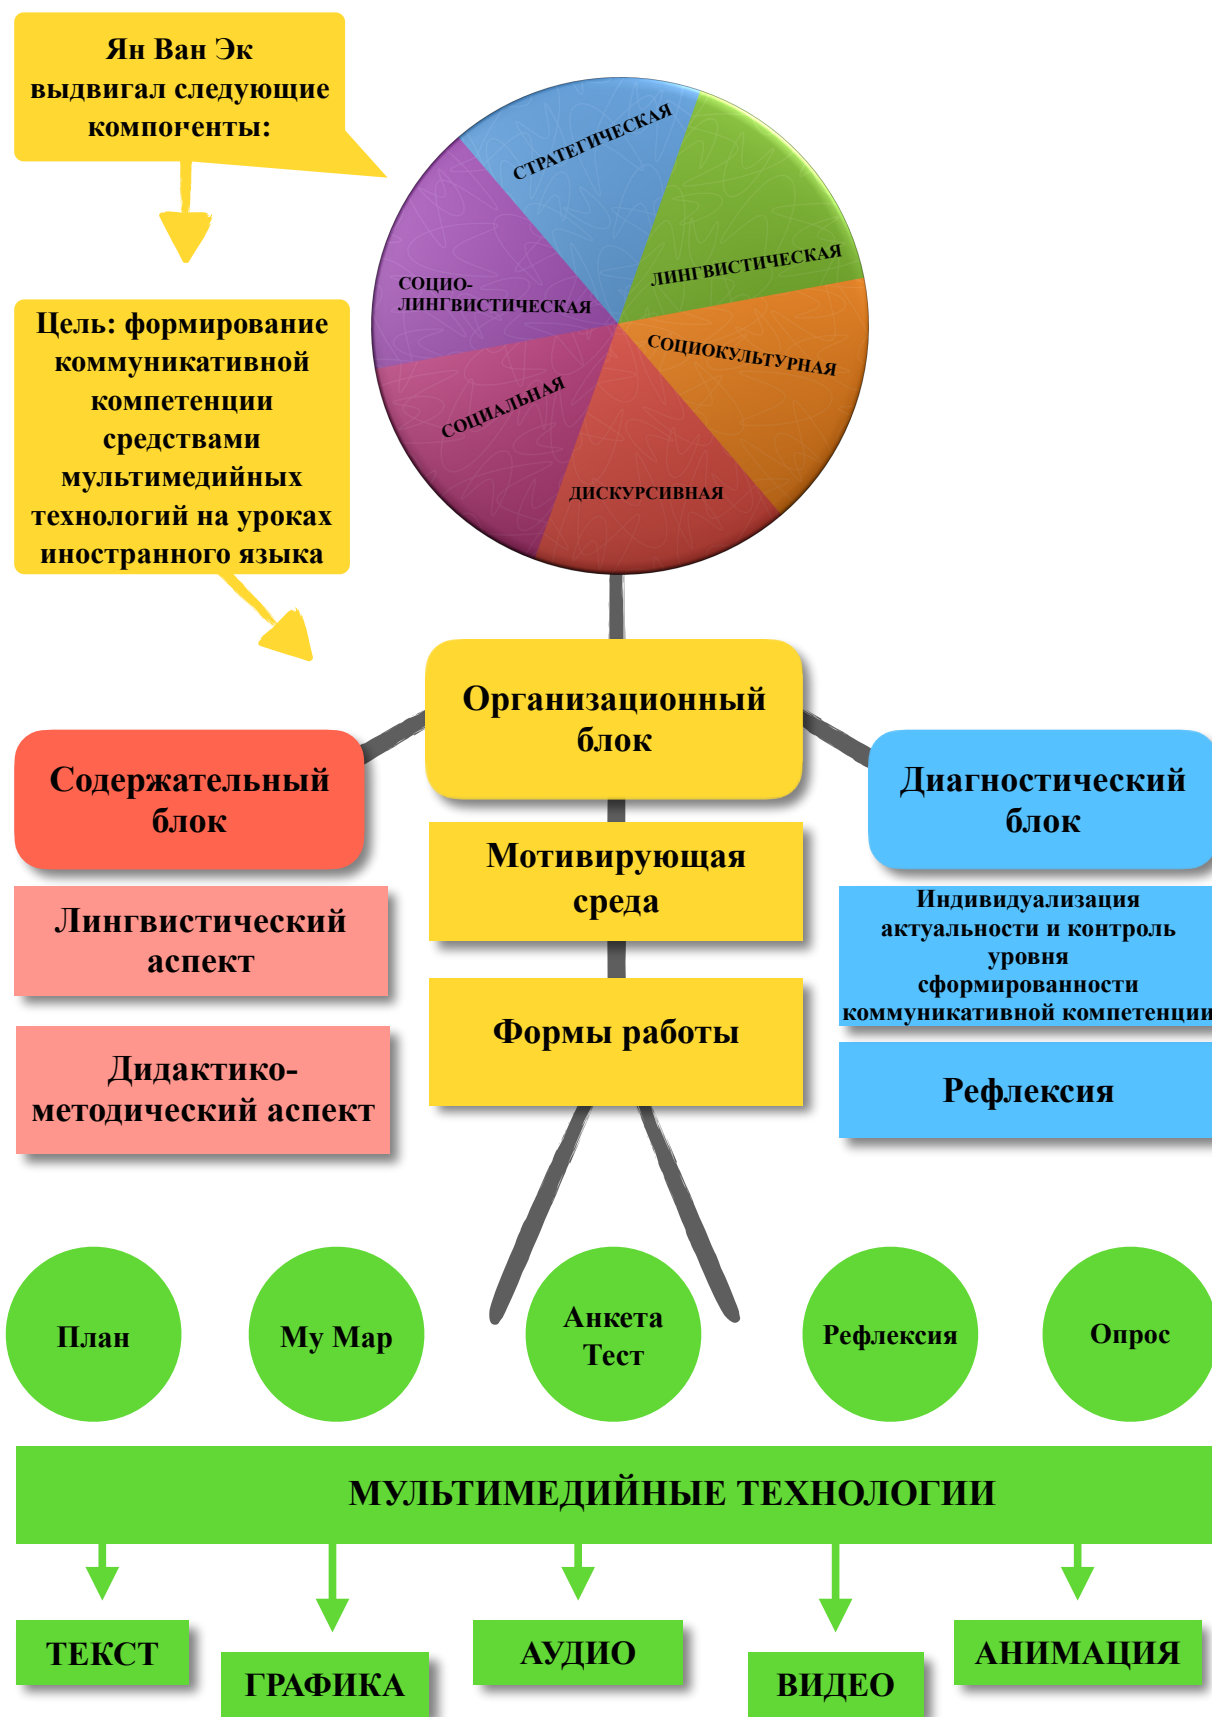 Ян Ван Эк
выдвигал следующие
компоненты:
СТРАТЕГИЧЕСКАЯ
ЛИНГВИСТИЧЕСКАЯ
СОЦИО-
ЛИНГВИСТИЧЕСКАЯ
СОЦИОКУЛЬТУРНАЯ
СОЦИАЛЬНАЯ
ДИСКУРСИВНАЯ
Цель: формирование
коммуникативной
компетенции
средствами
мультимедийных
технологий на уроках
иностранного языка
Организационный
блок
Содержательный
блок
Диагностический
блок
Мотивирующая
среда
Лингвистический
аспект
Индивидуализация
актуальности и контроль
уровня
сформированности
коммуникативной компетенции
Формы работы
Дидактико-
методический аспект
Рефлексия
План
Му Мар
Анкета
Тест
Рефлексия
Опрос
МУЛЬТИМЕДИЙНЫЕ ТЕХНОЛОГИИ
ТЕКСТ
ГРАФИКА
АУДИО
ВИДЕО
АНИМАЦИЯ